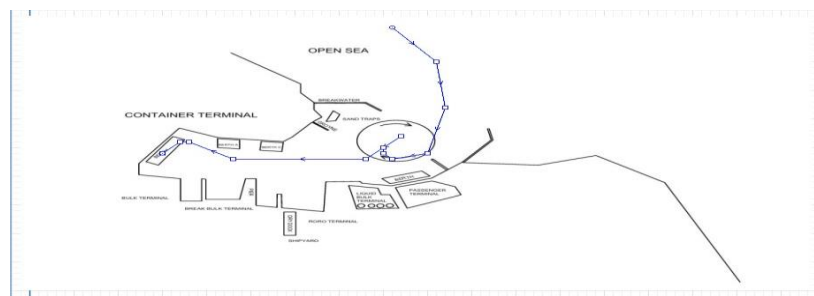 OPEN SEA
BREAKWATER
CONTAINER TERMINAL
SAND TRAPS
BULK TERMINAL
BREAK BULK TERMINAL
LIQUID
BULK
TERMINAL
PASSENGER
TERMINAL
RORO TERMINAL
SHIPYARD